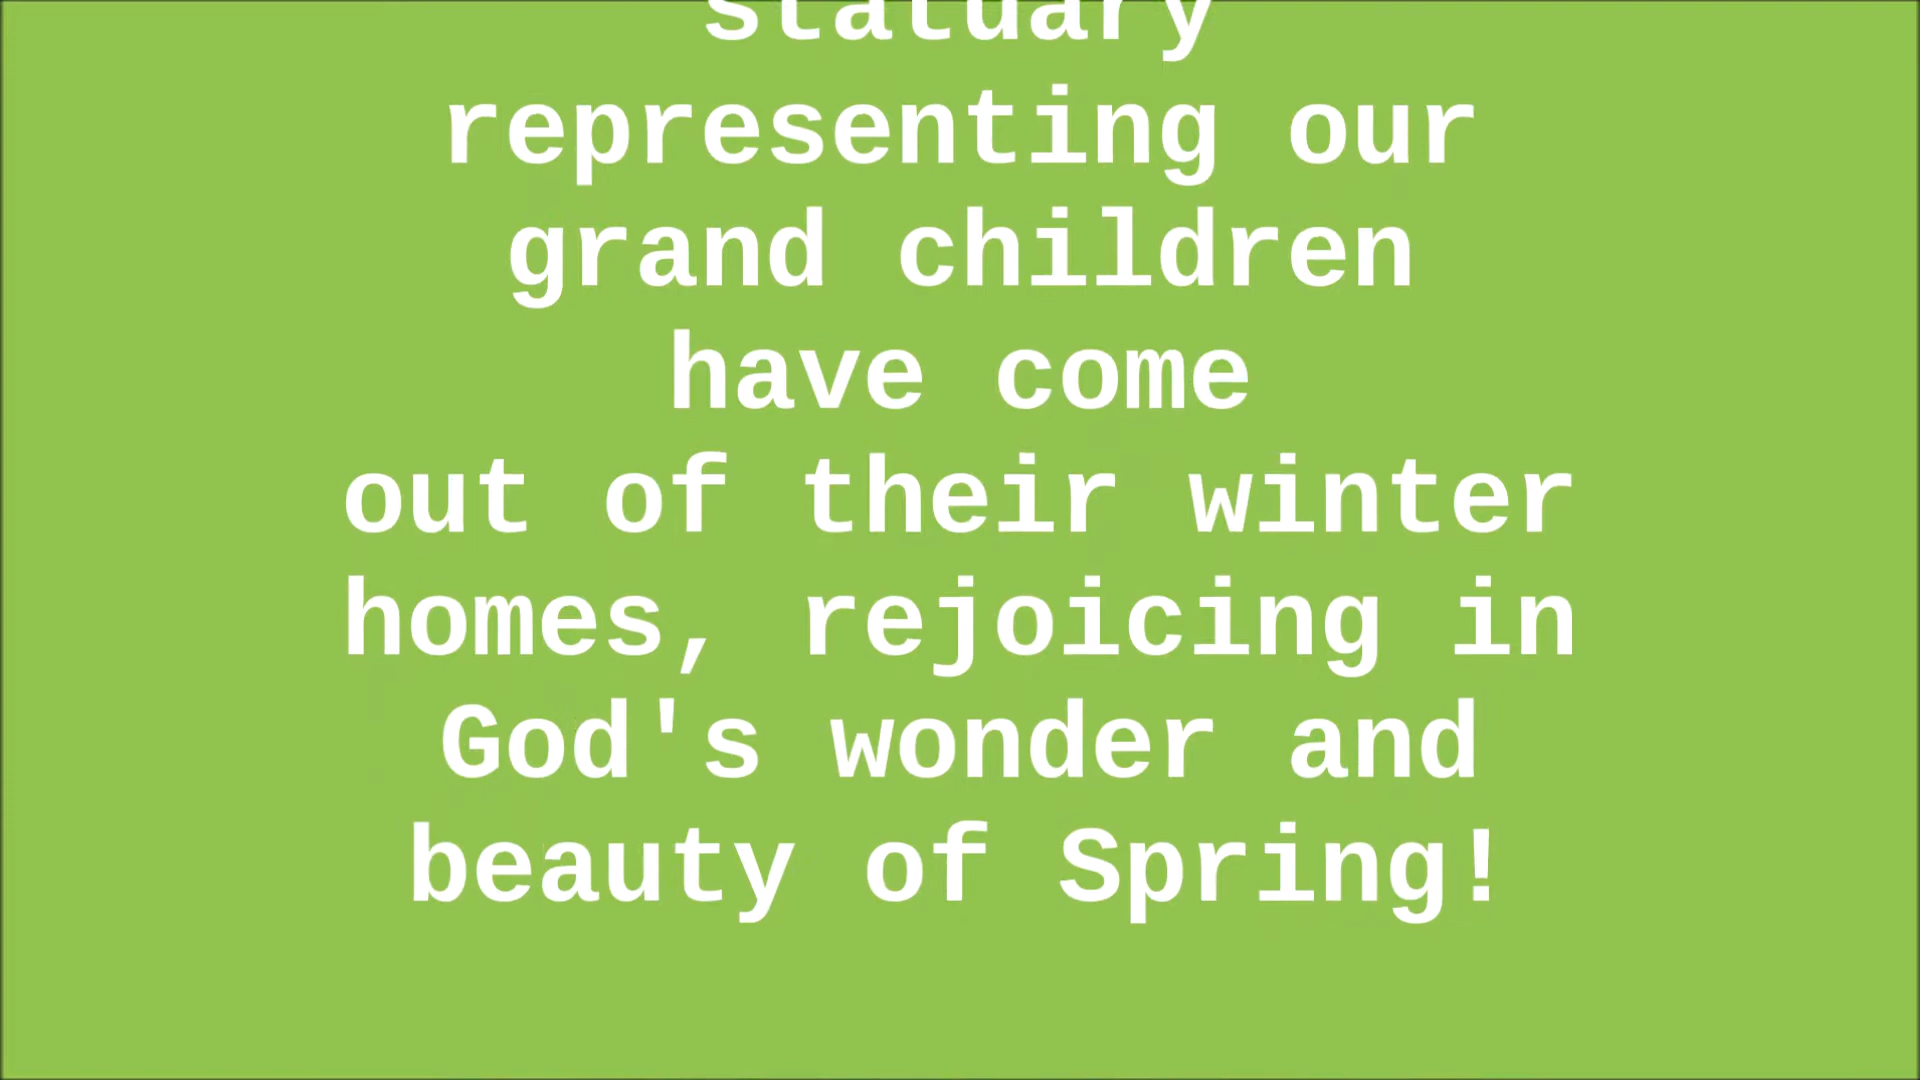 statuary
representing our
grand children
have come
out of their winter
homes, rejoicing in
God's wonder and
beauty of Spring!